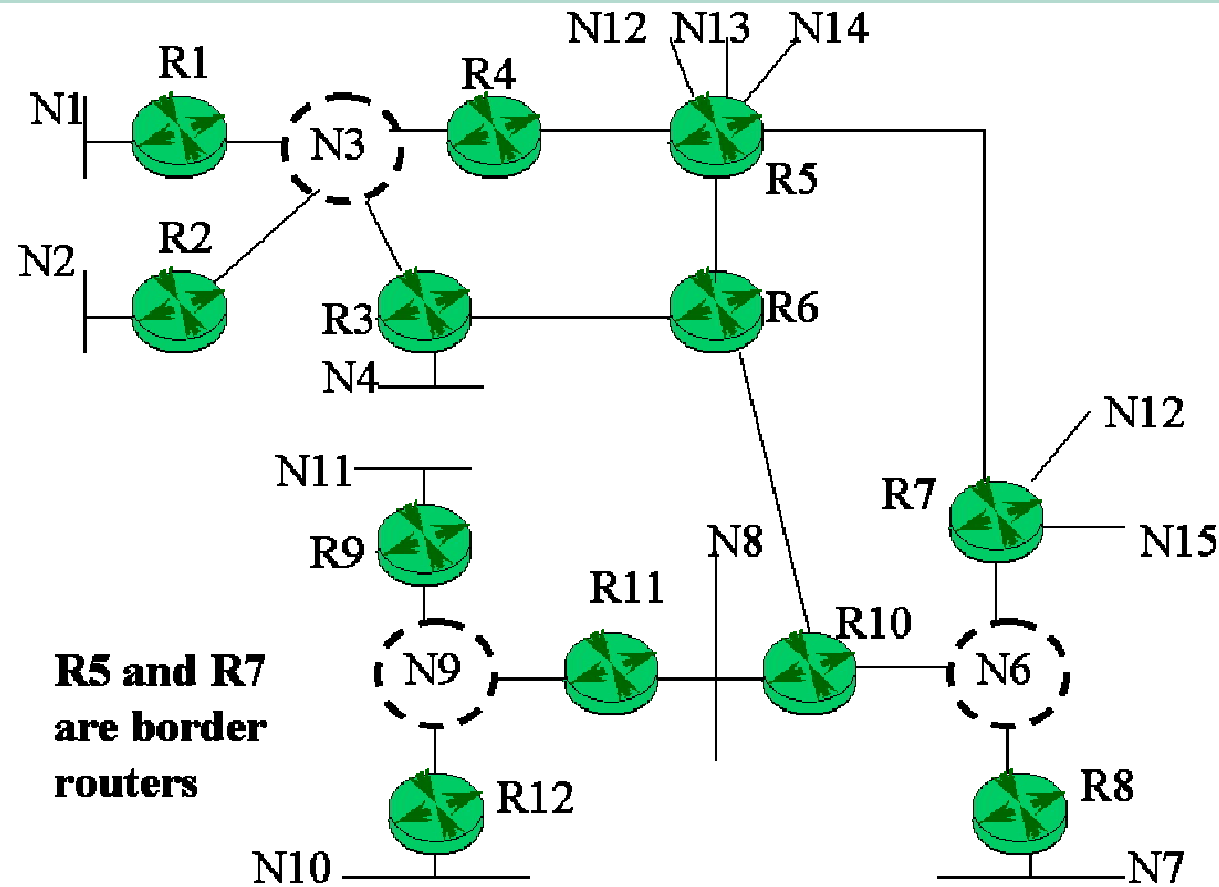 N12 N13 N14
R1
R4
N1
N3
R5
R2
N2
R3
R6
N4
N12
N11
R7
N15
R9
N8
R11
R10
N9
N6
R5 and R7
are border
routers
R12
R8
N10
N7